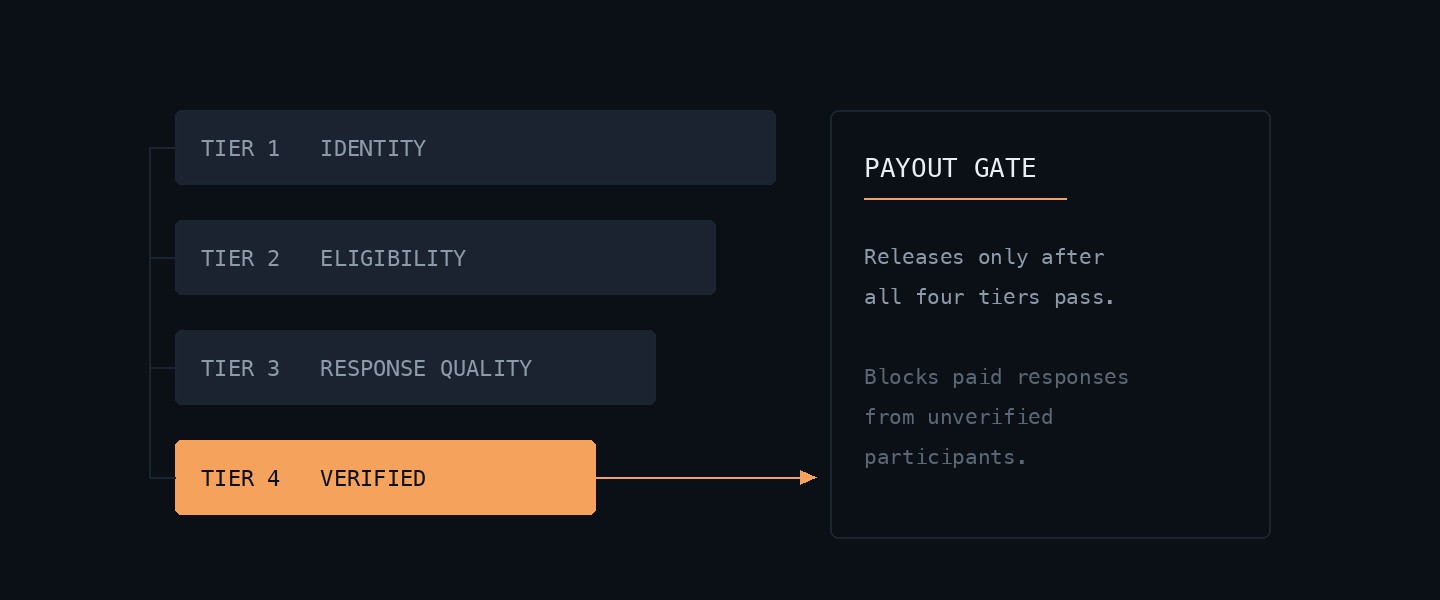 TIER 1 IDENTITY
TIER 2 ELIGIBILITY
TIER 3 RESPONSE QUALITY
TIER 4 VERIFIED
PAYOUT GATE
Releases only after
all four tiers pass.
Blocks paid responses
from unverified
participants.